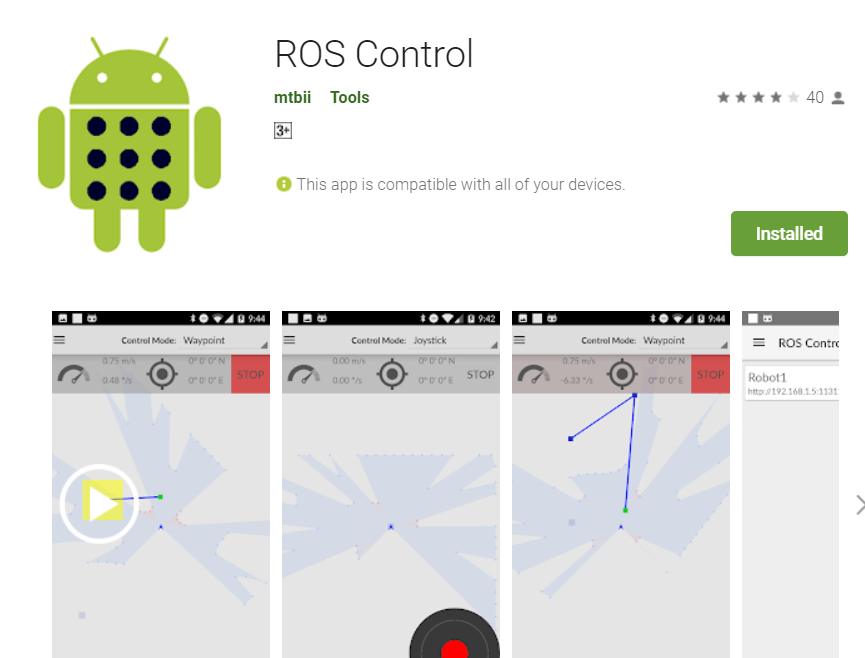 ROS Control
mtbii Tools
40
3+
This app is compatible with all of your devices.
Installed
9:44
Control Mode: Waypoint
0.75 m/s
0° 0' 0" N
0.48 °/s
0° 0' 0" E
STOP
9:42
Control Mode: Joystick
0.00 m/s
0° 0' 0" N
0.00 °/s
0° 0' 0" E
STOP
9:44
Control Mode: Waypoint
0.75 m/s
0° 0' 0" N
-6.33 °/s
0° 0' 0" E
STOP
ROS Contro
Robot1
http://192.168.1.5:1131